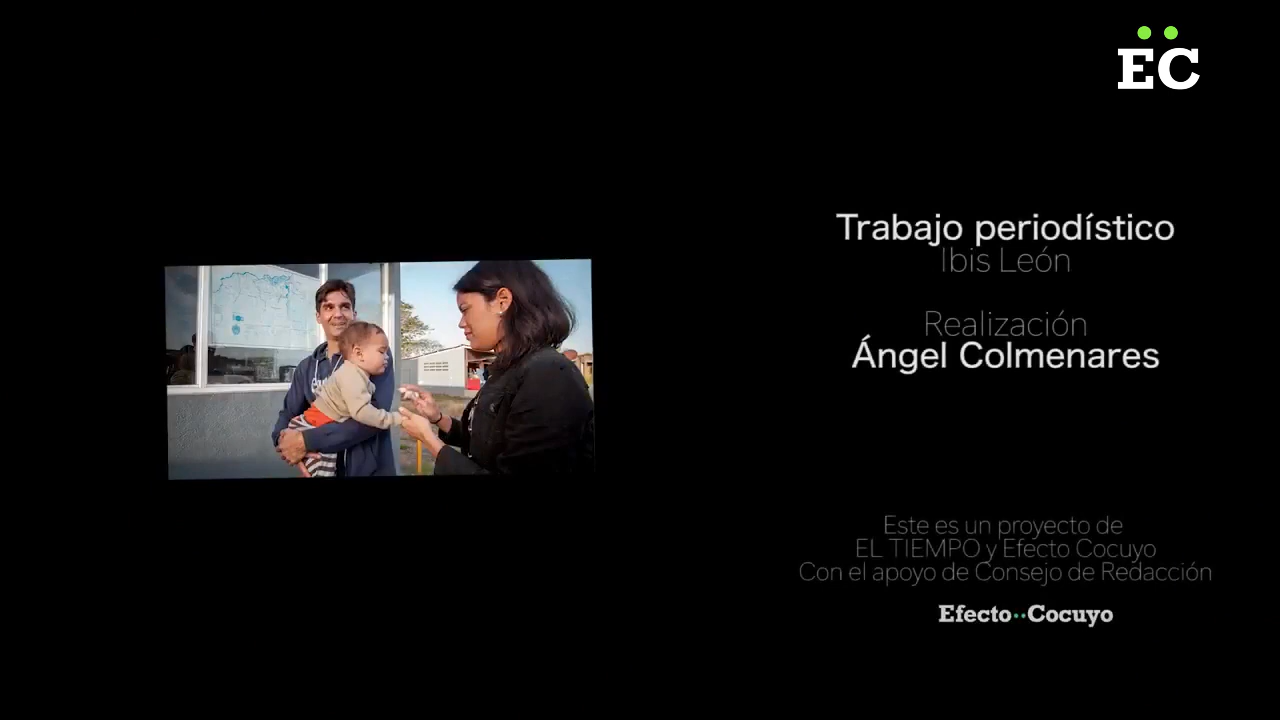 EC
Trabajo periodístico
Ibis León
Realización
Ángel Colmenares
Este es un proyecto de
EL TIEMPO y Efecto Cocuyo
Con el apoyo de Consejo de Redacción
Efecto··Cocuyo